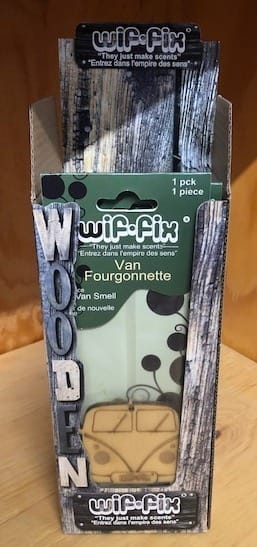 wif•fix
"They just make scents"
"Entrez dans l'empire des sens"
1 pck
1 pièce
wif•fix
"They just make scents"
"Entrez dans l'empire des sens"
Van
Fourgonnette
Van Smell
de nouvelle
WOODEN
wif•fix
"They just make scents"
"Entrez dans l'empire des sens"